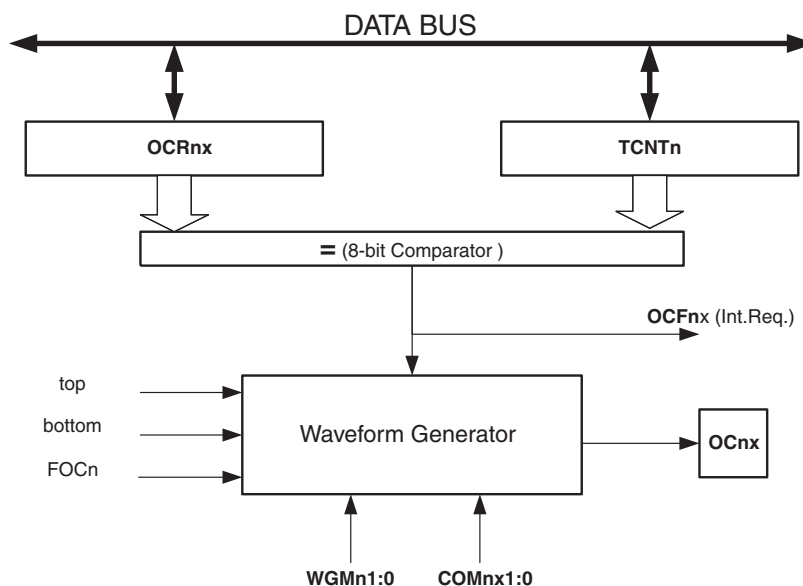 DATA BUS
OCRnx
TCNTn
= (8-bit Comparator )
OCFnx (Int.Req.)
top
bottom
FOCn
Waveform Generator
OCnx
WGMn1:0
COMnx1:0